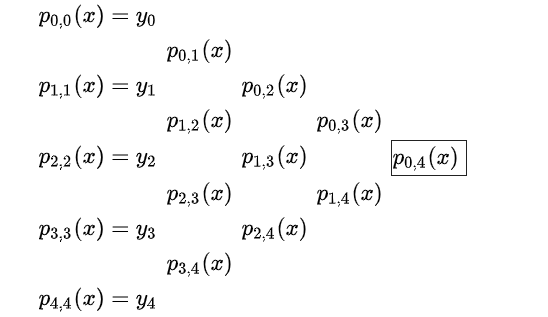 p₀,₀(x) = y₀
p₀,₁(x)
p₁,₁(x) = y₁ p₀,₂(x)
p₁,₂(x) p₀,₃(x)
p₂,₂(x) = y₂ p₁,₃(x) p₀,₄(x)
p₂,₃(x) p₁,₄(x)
p₃,₃(x) = y₃ p₂,₄(x)
p₃,₄(x)
p₄,₄(x) = y₄